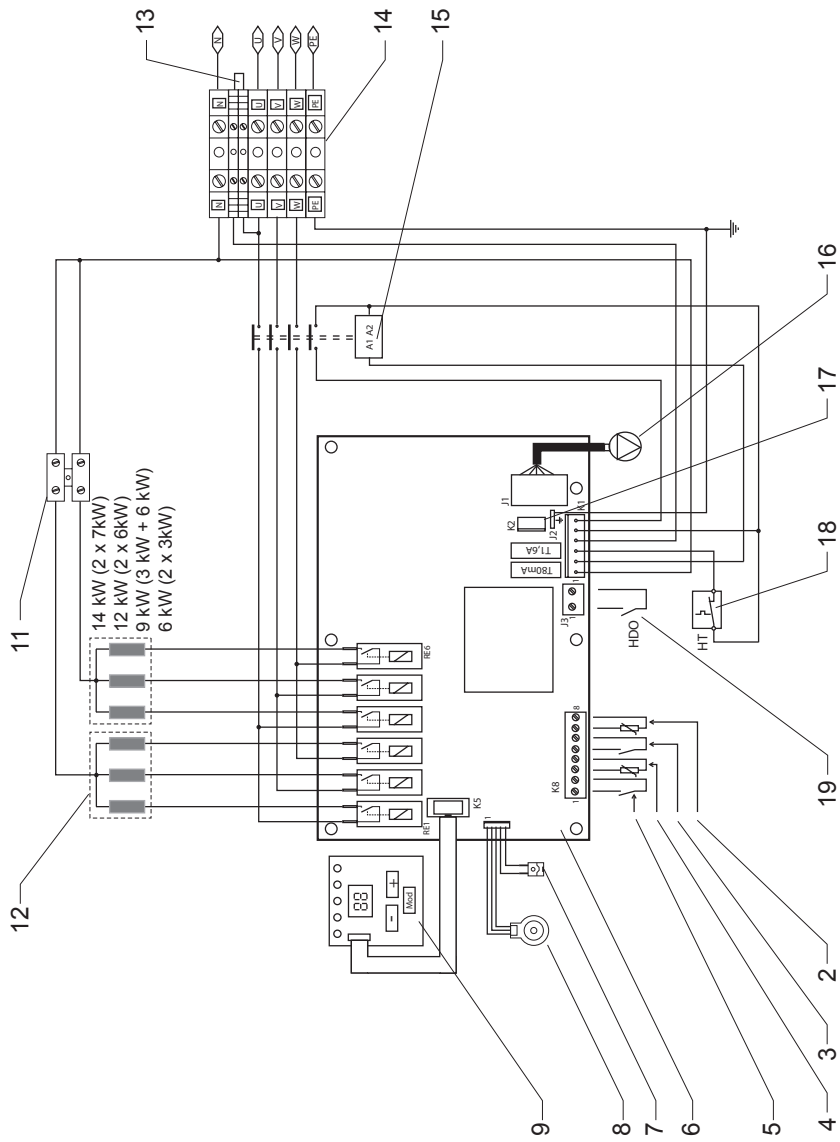 13
14
15
16
17
18
19
11
12
9
8
7
6
5
4
3
2
14 kW (2 x 7kW)
12 kW (2 x 6kW)
9 kW (3 kW + 6 kW)
6 kW (2 x 3kW)
N
U
V
W
PE
N
U
V
W
PE
N
U
V
W
PE
A1 A2
J1
K2
J2
K1
T1,6A
T80mA
1
J3
1
HDO
HT
RE6
RE1
K5
1
K8
1
8
88
-
+
Mod